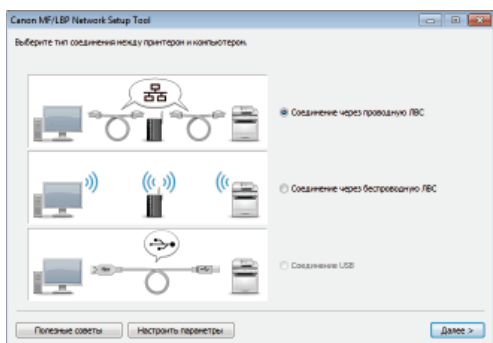 Canon MF/LBP Network Setup Tool
Выберите тип соединения между принтером и компьютером.
Соединение через проводную ЛВС
Соединение через беспроводную ЛВС
Соединение USB
Полезные советы
Настроить параметры
Далее >